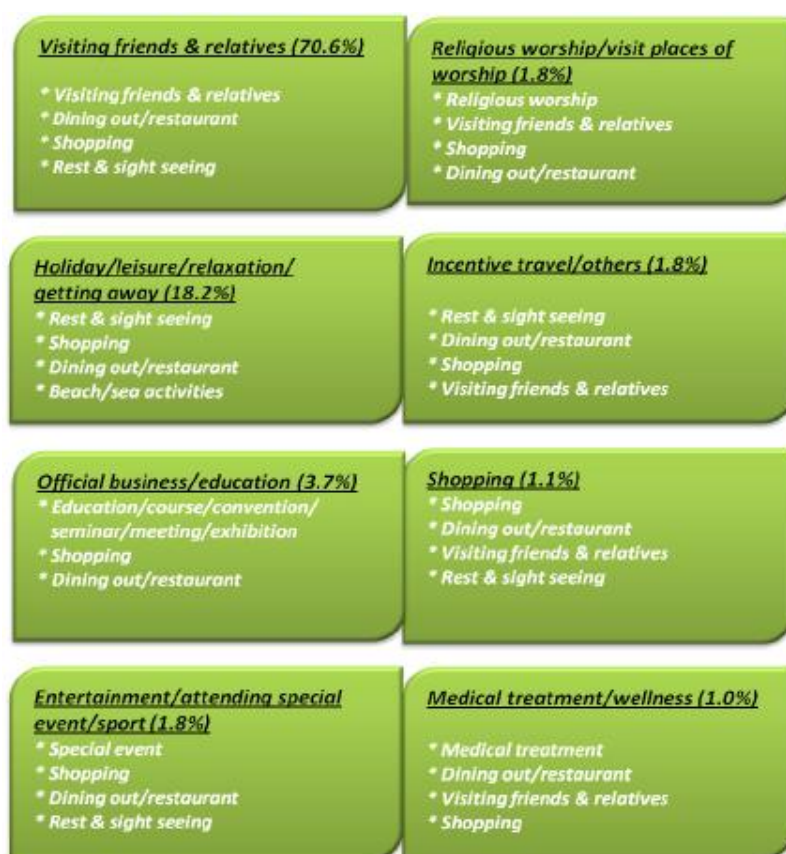 Visiting friends & relatives (70.6%)
* Visiting friends & relatives
* Dining out/restaurant
* Shopping
* Rest & sight seeing
Religious worship/visit places of
worship (1.8%)
* Religious worship
* Visiting friends & relatives
* Shopping
* Dining out/restaurant
Holiday/leisure/relaxation/
getting away (18.2%)
* Rest & sight seeing
* Shopping
* Dining out/restaurant
* Beach/sea activities
Incentive travel/others (1.8%)
* Rest & sight seeing
* Dining out/restaurant
* Shopping
* Visiting friends & relatives
Official business/education (3.7%)
* Education/course/convention/
seminar/meeting/exhibition
* Shopping
* Dining out/restaurant
Shopping (1.1%)
* Shopping
* Dining out/restaurant
* Visiting friends & relatives
* Rest & sight seeing
Entertainment/attending special
event/sport (1.8%)
* Special event
* Shopping
* Dining out/restaurant
* Rest & sight seeing
Medical treatment/wellness (1.0%)
* Medical treatment
* Dining out/restaurant
* Visiting friends & relatives
* Shopping